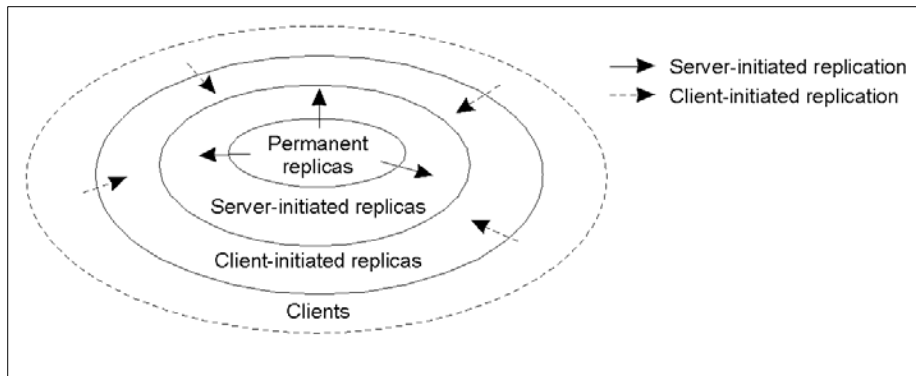 Server-initiated replication
Client-initiated replication
Permanent
replicas
Server-initiated replicas
Client-initiated replicas
Clients